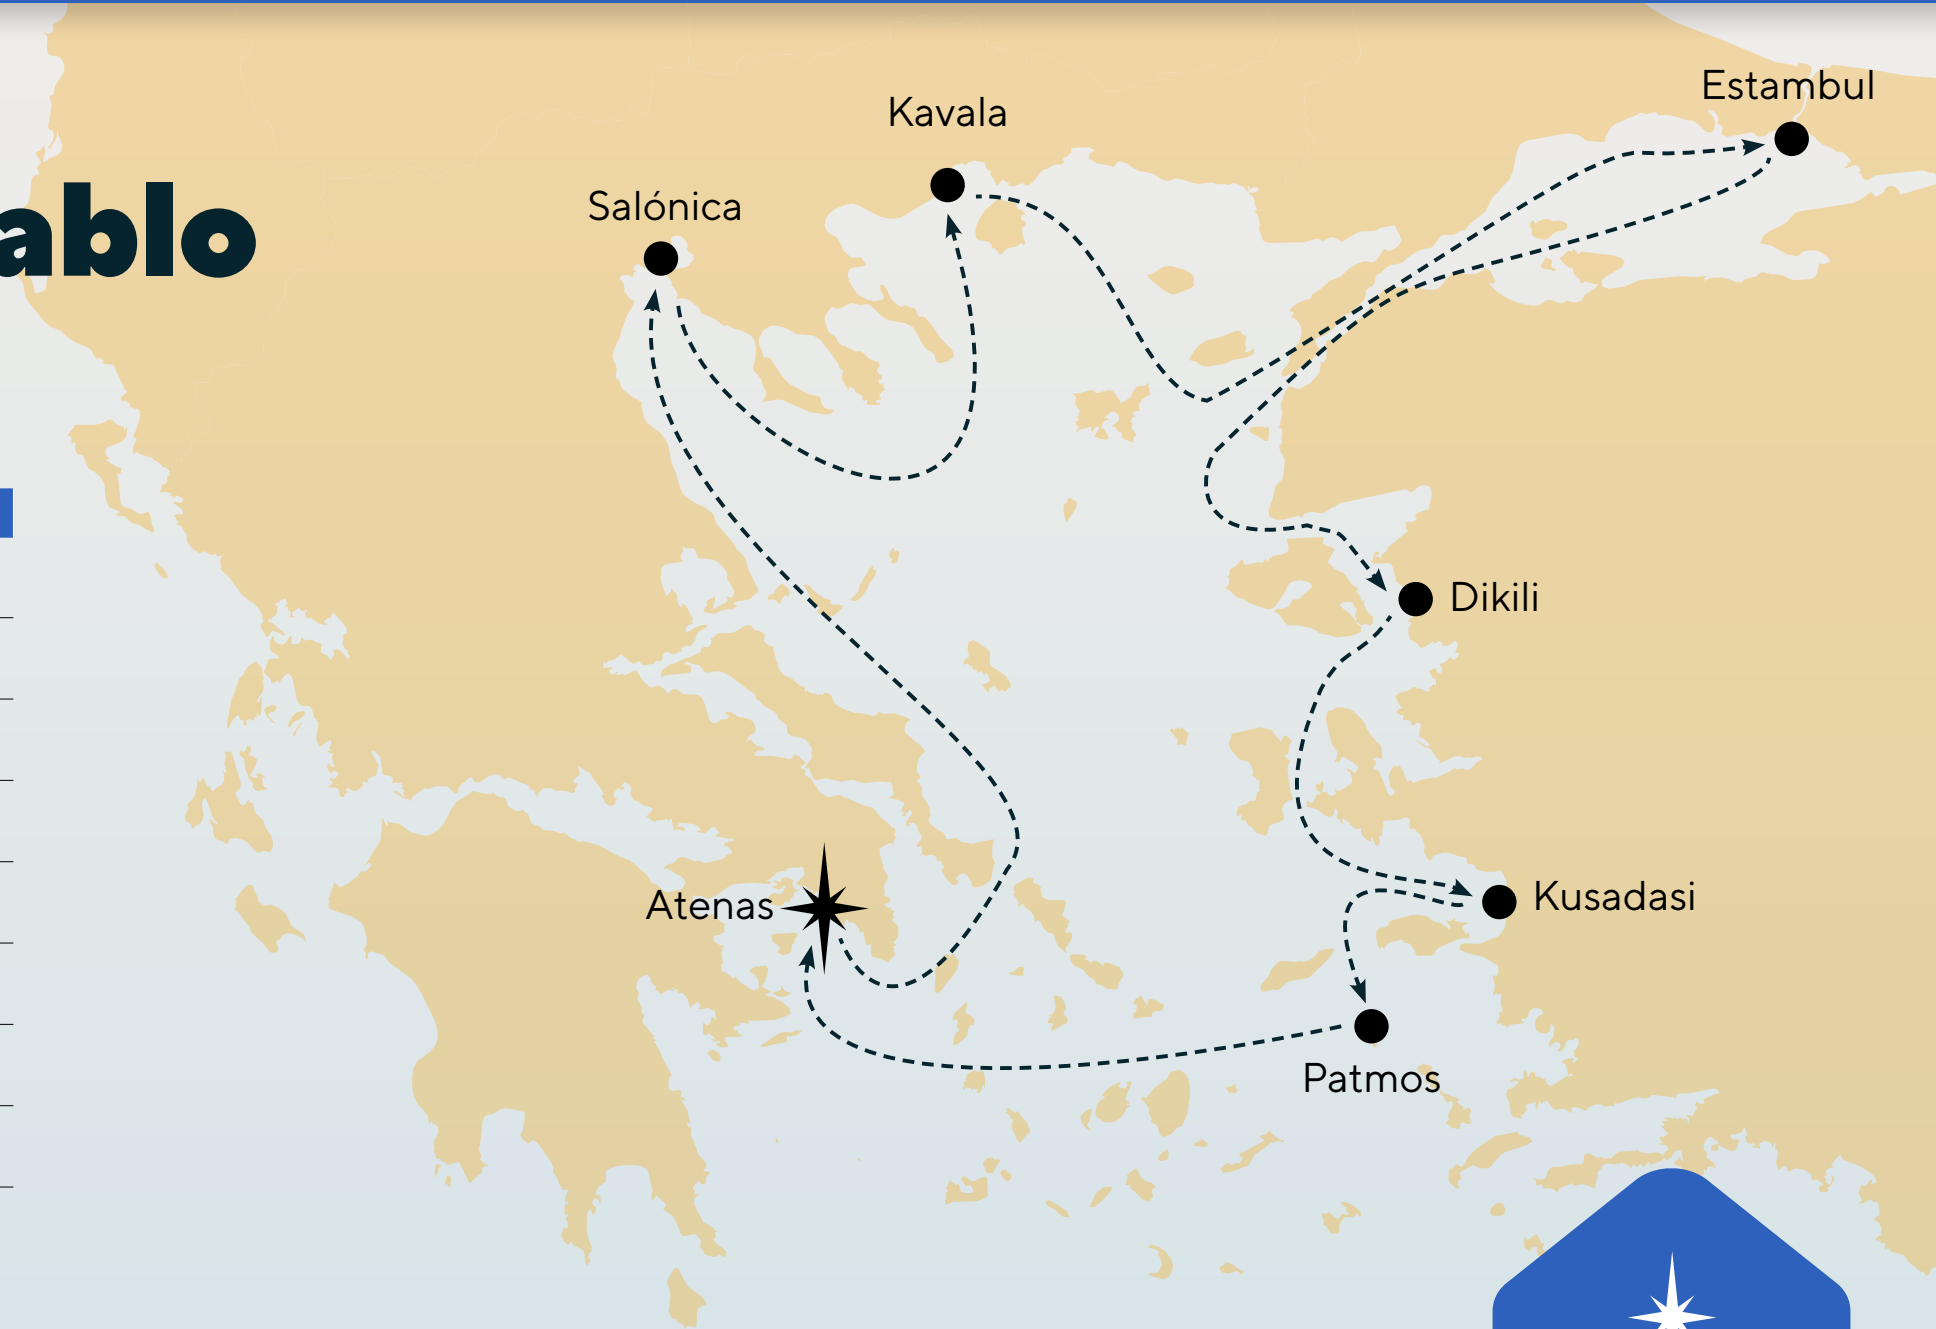 Estambul
Kavala
Salónica
ablo
Dikili
Atenas
Kusadasi
Patmos